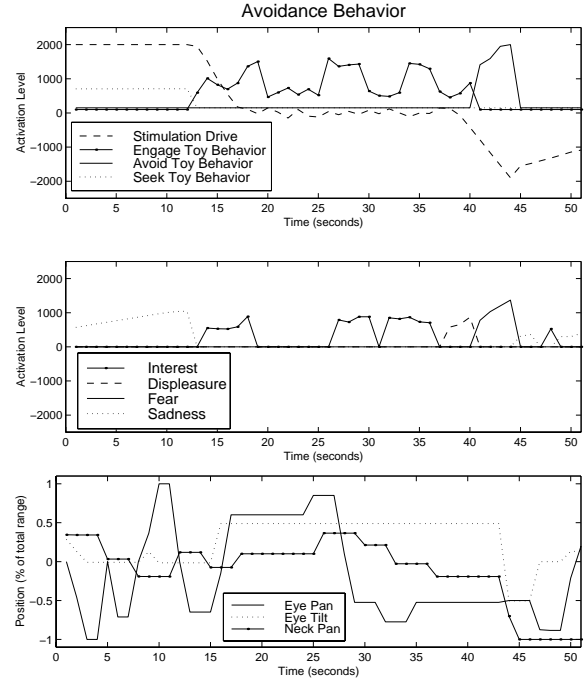 Avoidance Behavior
2000
1000
0
−1000
−2000
Activation Level
Stimulation Drive
Engage Toy Behavior
Avoid Toy Behavior
Seek Toy Behavior
0 5 10 15 20 25 30 35 40 45 50
Time (seconds)
2000
1000
0
−1000
−2000
Activation Level
Interest
Displeasure
Fear
Sadness
0 5 10 15 20 25 30 35 40 45 50
Time (seconds)
1
0.5
0
−0.5
−1
Position (% of total range)
Eye Pan
Eye Tilt
Neck Pan
0 5 10 15 20 25 30 35 40 45 50
Time (seconds)